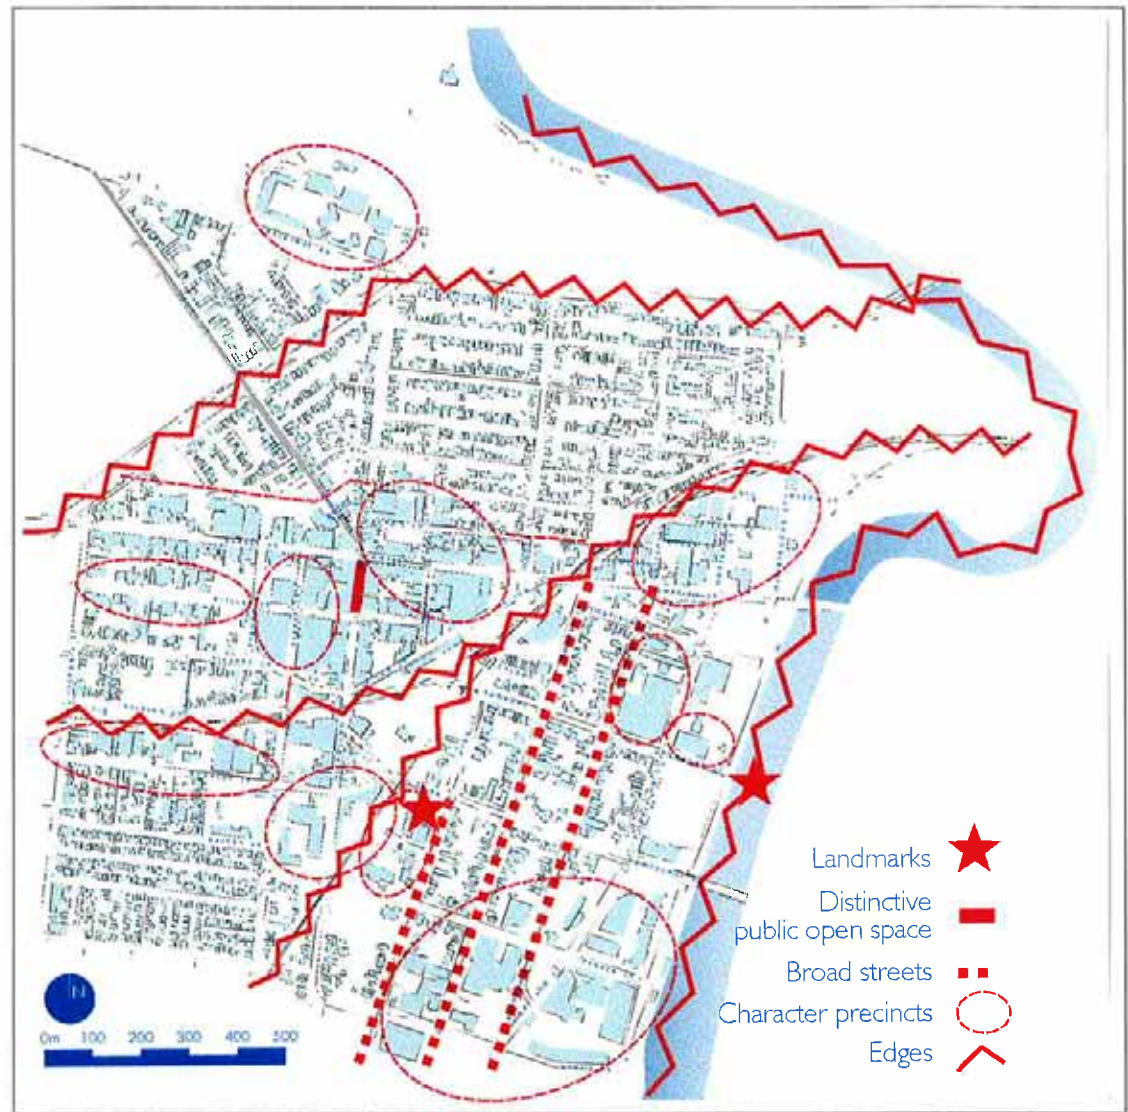 Landmarks
Distinctive
public open space
Broad streets
Character precincts
Edges
N
0m 100 200 300 400 500